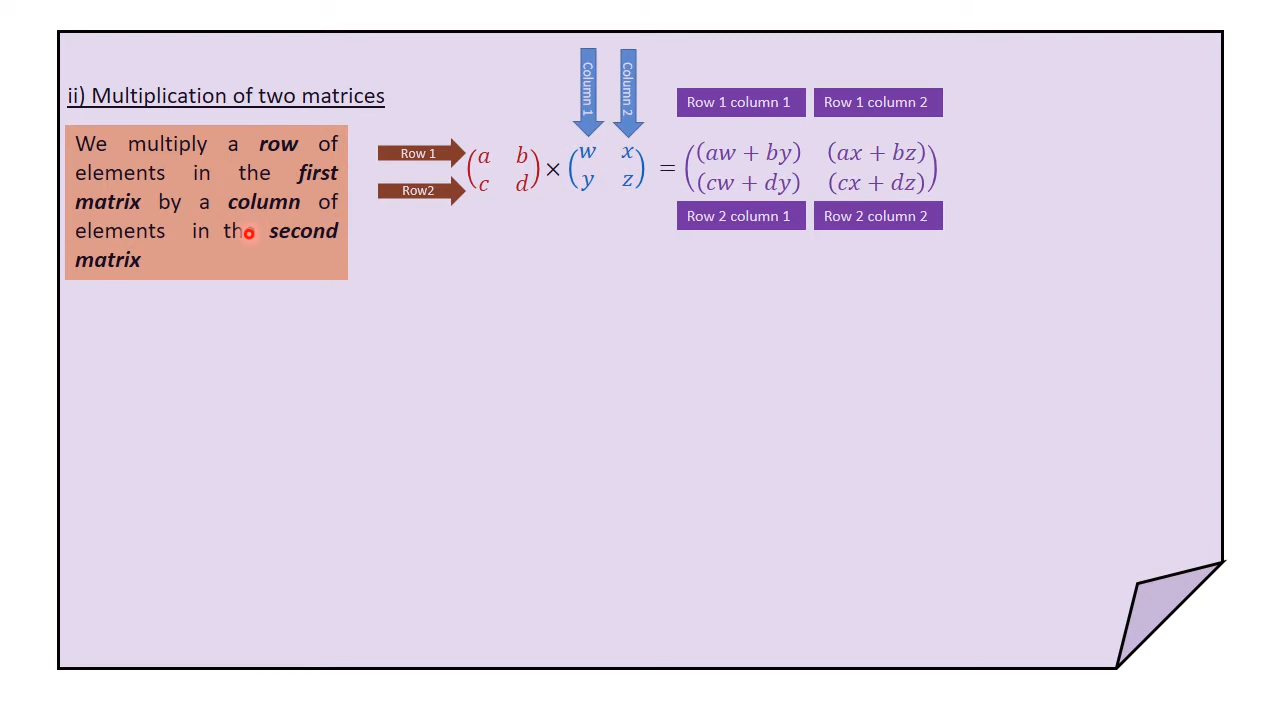 ii) Multiplication of two matrices
We multiply a row of
elements in the first
matrix by a column of
elements in the second
matrix
Column 1
Column 2
Row 1
Row2
(a b
c d) × (w x
y z) = ((aw + by) (ax + bz)
(cw + dy) (cx + dz))
Row 1 column 1
Row 1 column 2
Row 2 column 1
Row 2 column 2